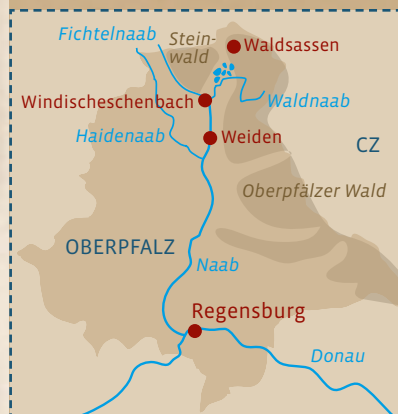 Fichtelnaab
Stein-
wald
Waldsassen
Windischeschenbach
Waldnaab
Haidenaab
Weiden
CZ
Oberpfälzer Wald
OBERPFALZ
Naab
Regensburg
Donau